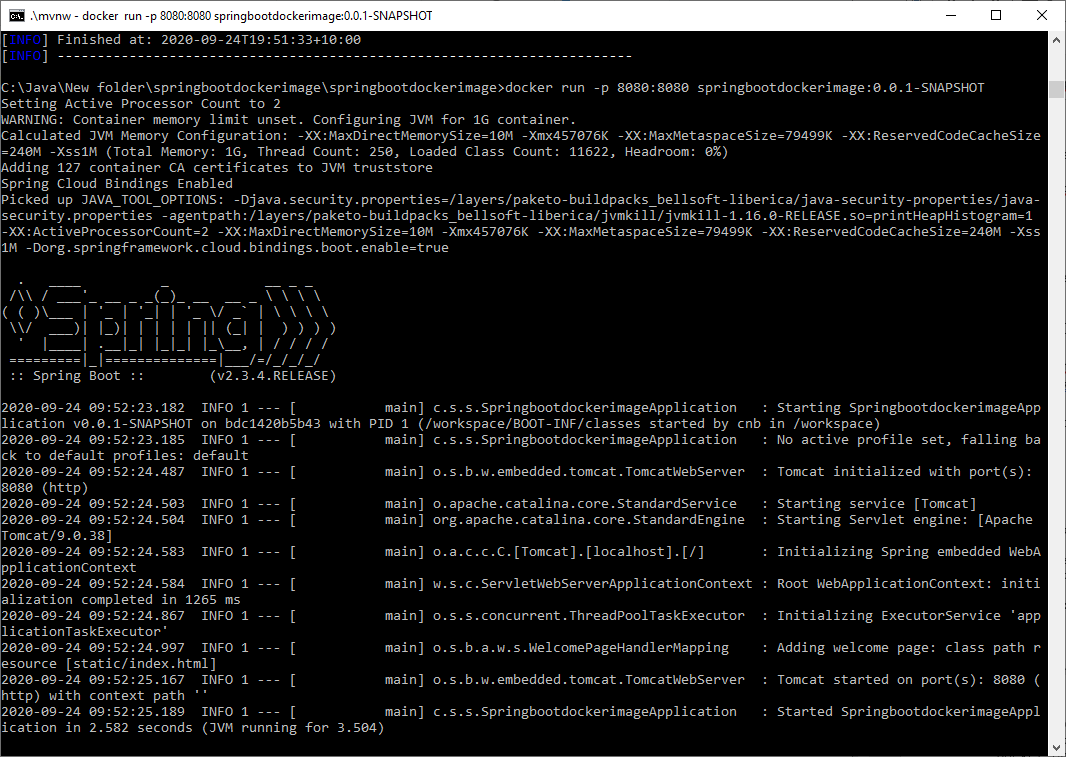 .\mvnw - docker  run -p 8080:8080 springbootdockerimage:0.0.1-SNAPSHOT
[INFO] Finished at: 2020-09-24T19:51:33+10:00
[INFO] ------------------------------------------------------------------------
C:\Java\New folder\springbootdockerimage\springbootdockerimage>docker run -p 8080:8080 springbootdockerimage:0.0.1-SNAPSHOT
Setting Active Processor Count to 2
WARNING: Container memory limit unset. Configuring JVM for 1G container.
Calculated JVM Memory Configuration: -XX:MaxDirectMemorySize=10M -Xmx457076K -XX:MaxMetaspaceSize=79499K -XX:ReservedCodeCacheSize
=240M -Xss1M (Total Memory: 1G, Thread Count: 250, Loaded Class Count: 11622, Headroom: 0%)
Adding 127 container CA certificates to JVM truststore
Spring Cloud Bindings Enabled
Picked up JAVA_TOOL_OPTIONS: -Djava.security.properties=/layers/paketo-buildpacks_bellsoft-liberica/java-security-properties/java-
security.properties -agentpath:/layers/paketo-buildpacks_bellsoft-liberica/jvmkill/jvmkill-1.16.0-RELEASE.so=printHeapHistogram=1
-XX:ActiveProcessorCount=2 -XX:MaxDirectMemorySize=10M -Xmx457076K -XX:MaxMetaspaceSize=79499K -XX:ReservedCodeCacheSize=240M -Xss
1M -Dorg.springframework.cloud.bindings.boot.enable=true
  .   ____          _            __ _ _
 /\\ / ___'_ __ _ _(_)_ __  __ _ \ \ \ \
( ( )\___ | '_ | '_| | '_ \/ _` | \ \ \ \
 \\/  ___)| |_)| | | | | || (_| |  ) ) ) )
  '  |____| .__|_| |_|_| |_\__, | / / / /
 =========|_|==============|___/=/_/_/_/
 :: Spring Boot ::        (v2.3.4.RELEASE)
2020-09-24 09:52:23.182  INFO 1 --- [           main] c.s.s.SpringbootdockerimageApplication   : Starting SpringbootdockerimageApp
lication v0.0.1-SNAPSHOT on bdc1420b5b43 with PID 1 (/workspace/BOOT-INF/classes started by cnb in /workspace)
2020-09-24 09:52:23.185  INFO 1 --- [           main] c.s.s.SpringbootdockerimageApplication   : No active profile set, falling ba
ck to default profiles: default
2020-09-24 09:52:24.487  INFO 1 --- [           main] o.s.b.w.embedded.tomcat.TomcatWebServer  : Tomcat initialized with port(s):
8080 (http)
2020-09-24 09:52:24.503  INFO 1 --- [           main] o.apache.catalina.core.StandardService   : Starting service [Tomcat]
2020-09-24 09:52:24.504  INFO 1 --- [           main] org.apache.catalina.core.StandardEngine  : Starting Servlet engine: [Apache
Tomcat/9.0.38]
2020-09-24 09:52:24.583  INFO 1 --- [           main] o.a.c.c.C.[Tomcat].[localhost].[/]       : Initializing Spring embedded WebA
pplicationContext
2020-09-24 09:52:24.584  INFO 1 --- [           main] w.s.c.ServletWebServerApplicationContext : Root WebApplicationContext: initi
alization completed in 1265 ms
2020-09-24 09:52:24.867  INFO 1 --- [           main] o.s.s.concurrent.ThreadPoolTaskExecutor  : Initializing ExecutorService 'app
licationTaskExecutor'
2020-09-24 09:52:24.997  INFO 1 --- [           main] o.s.b.a.w.s.WelcomePageHandlerMapping    : Adding welcome page: class path r
esource [static/index.html]
2020-09-24 09:52:25.167  INFO 1 --- [           main] o.s.b.w.embedded.tomcat.TomcatWebServer  : Tomcat started on port(s): 8080 (
http) with context path ''
2020-09-24 09:52:25.189  INFO 1 --- [           main] c.s.s.SpringbootdockerimageApplication   : Started SpringbootdockerimageAppl
ication in 2.582 seconds (JVM running for 3.504)